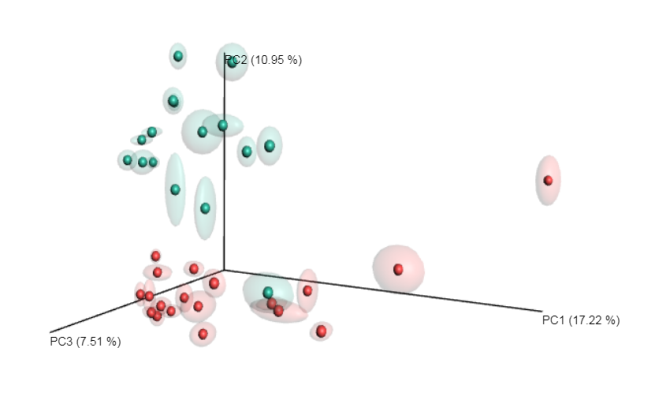 PC2 (10.95 %)
PC1 (17.22 %)
PC3 (7.51 %)